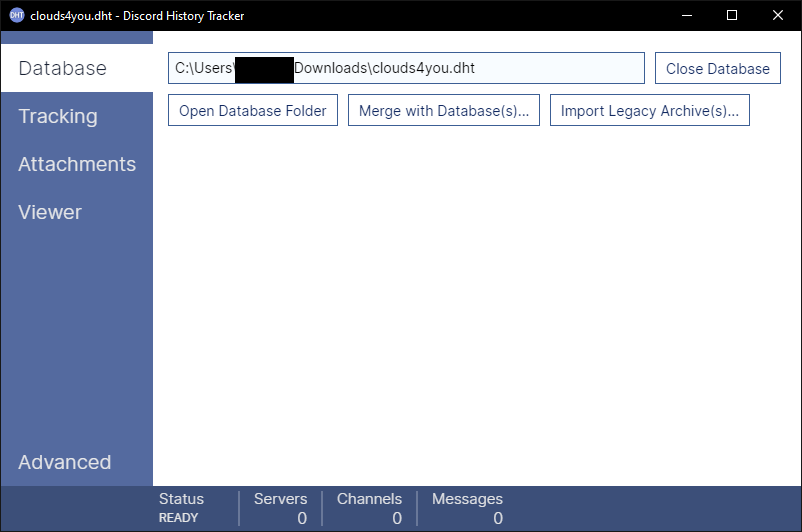 DHT clouds4you.dht - Discord History Tracker
Database
C:\Users\ Downloads\clouds4you.dht
Close Database
Open Database Folder
Merge with Database(s)...
Import Legacy Archive(s)...
Tracking
Attachments
Viewer
Advanced
Status
READY
Servers
0
Channels
0
Messages
0